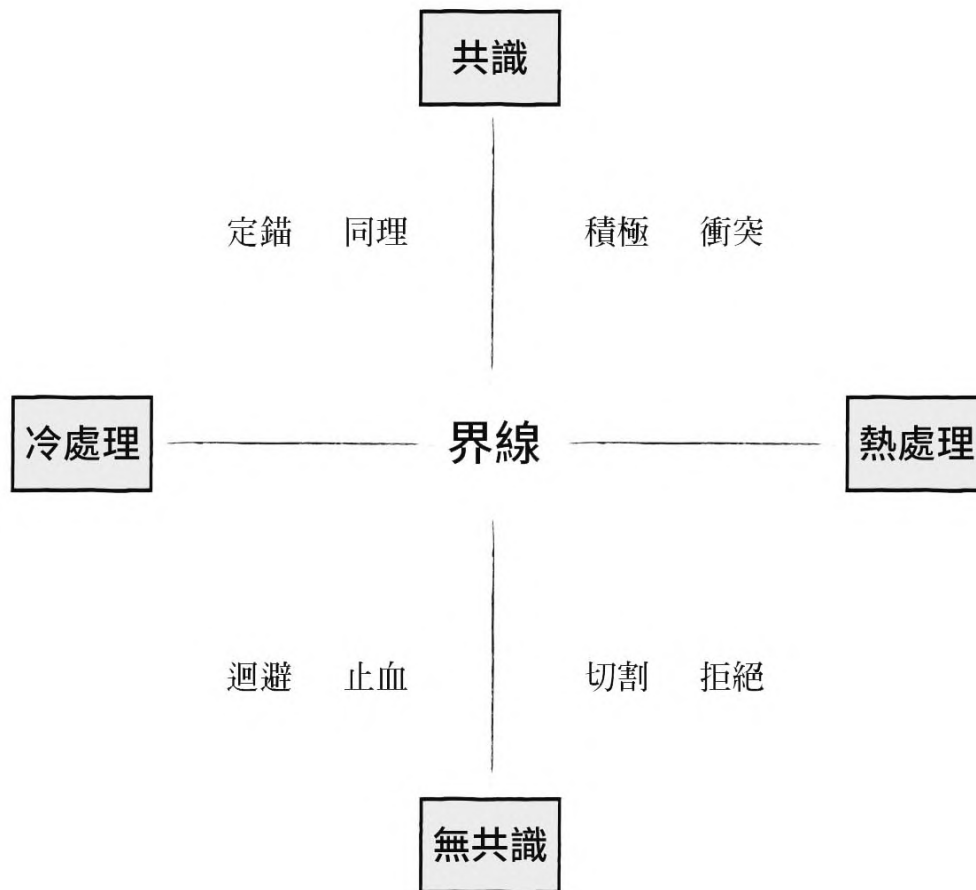 共識
定錨 同理 積極 衝突
冷處理 界線 熱處理
迴避 止血 切割 拒絕
無共識